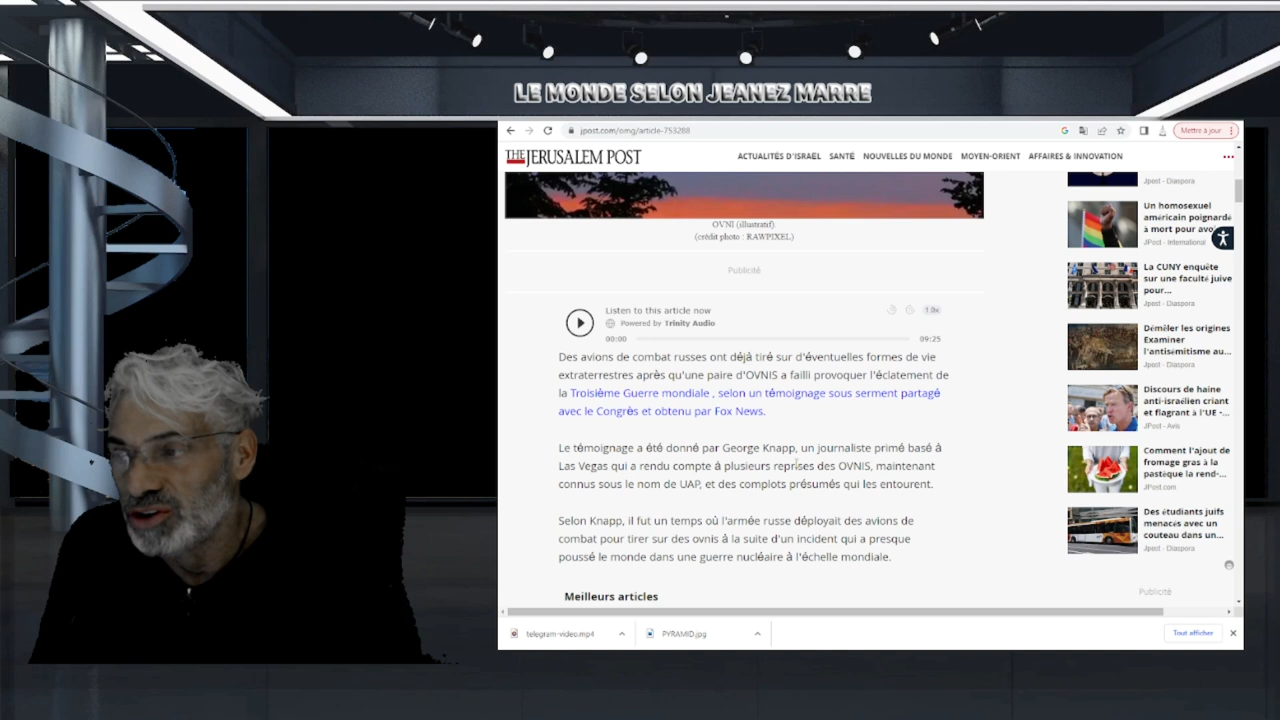 LE MONDE SELON JEANEZ MARRE
jpost.com/omg/article-753288
Mettre à jour
THE JERUSALEM POST
ACTUALITÉS D'ISRAËL SANTÉ NOUVELLES DU MONDE MOYEN-ORIENT AFFAIRES & INNOVATION
OVNI (illustratif)
(crédit photo : RAWPIXEL)
Publicité
Listen to this article now
Powered by Trinity Audio
1.0x
00:00
09:25
Des avions de combat russes ont déjà tiré sur d'éventuelles formes de vie
extraterrestres après qu'une paire d'OVNIS a failli provoquer l'éclatement de
la Troisième Guerre mondiale , selon un témoignage sous serment partagé
avec le Congrès et obtenu par Fox News.
Le témoignage a été donné par George Knapp, un journaliste primé basé à
Las Vegas qui a rendu compte à plusieurs reprises des OVNIS, maintenant
connus sous le nom de UAP, et des complots présumés qui les entourent.
Selon Knapp, il fut un temps où l'armée russe déployait des avions de
combat pour tirer sur des ovnis à la suite d'un incident qui a presque
poussé le monde dans une guerre nucléaire à l'échelle mondiale.
Meilleurs articles
Jpost - Diaspora
Un homosexuel
américain poignardé
à mort pour avo
JPost - International
La CUNY enquête
sur une faculté juive
pour...
Jpost - Diaspora
Démêler les origines
Examiner
l'antisémitisme au...
Jpost - Diaspora
Discours de haine
anti-israélien criant
et flagrant à l'UE -...
JPost - Avis
Comment l'ajout de
fromage gras à la
pastèque la rend-...
JPost.com
Des étudiants juifs
menacés avec un
couteau dans un...
Jpost - Diaspora
Publicité
telegram-video.mp4
PYRAMID.jpg
Tout afficher